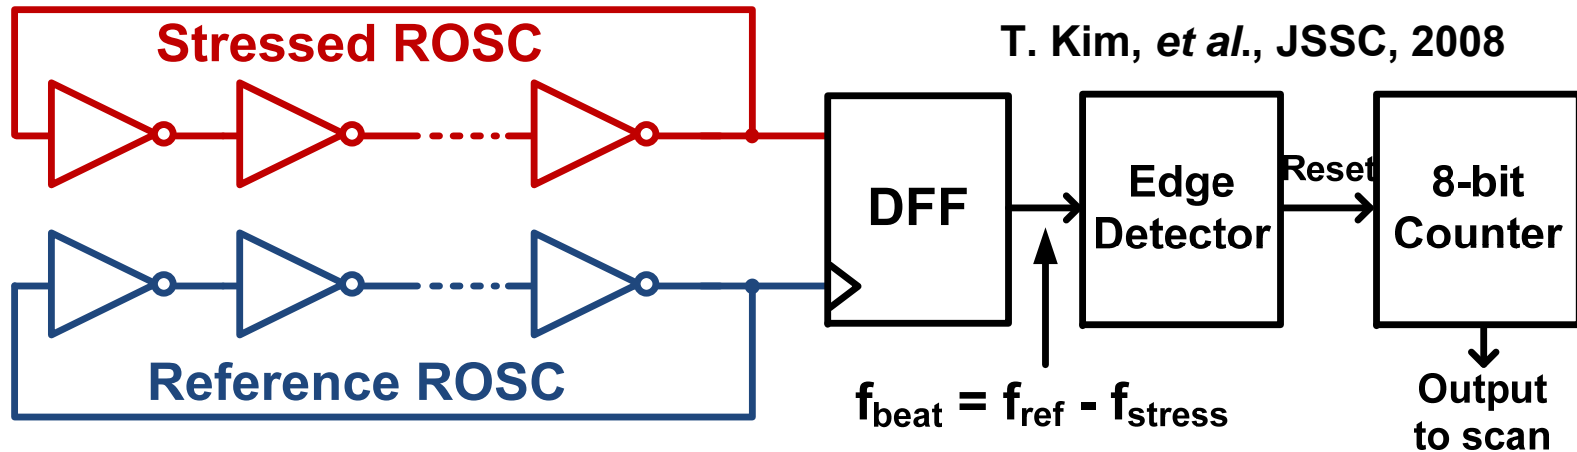 Stressed ROSC
T. Kim, et al., JSSC, 2008
DFF
Edge
Detector
Reset
8-bit
Counter
Reference ROSC
fbeat = fref - fstress
Output
to scan